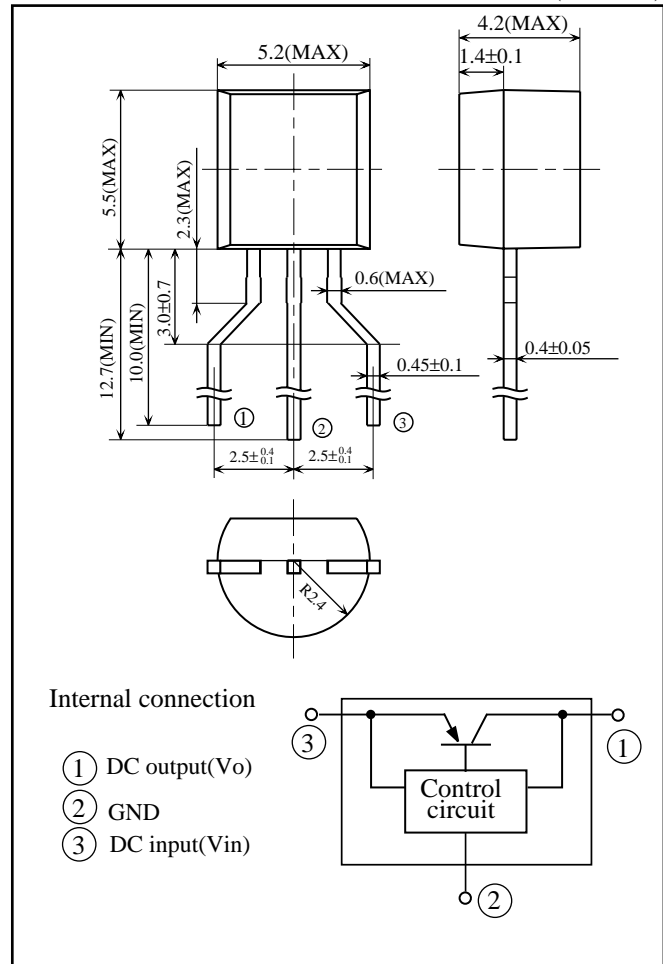 4.2(MAX)
5.2(MAX)
1.4±0.1
5.5(MAX)
2.3(MAX)
12.7(MIN)
10.0(MIN)
3.0±0.7
0.6(MAX)
0.45±0.1
0.4±0.05
① ② ③
2.5±0.4 0.1 2.5±0.4 0.1
R2.4
Internal connection
① DC output(Vo)
② GND
③ DC input(Vin)
③ ①
Control
circuit
②